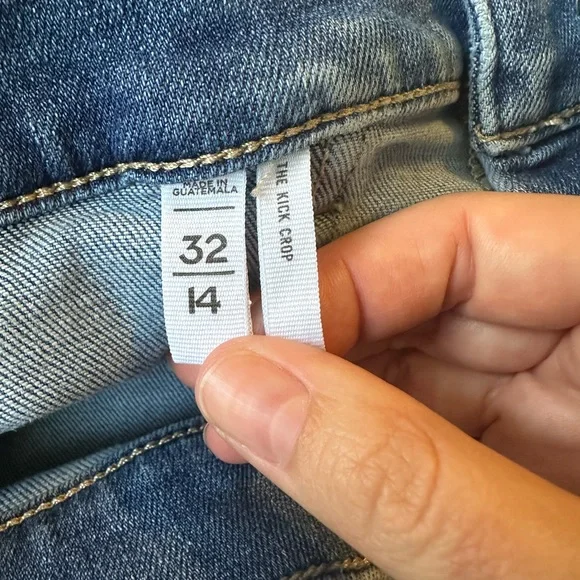 MADE IN
GUATEMALA
32
14
THE KICK CROP